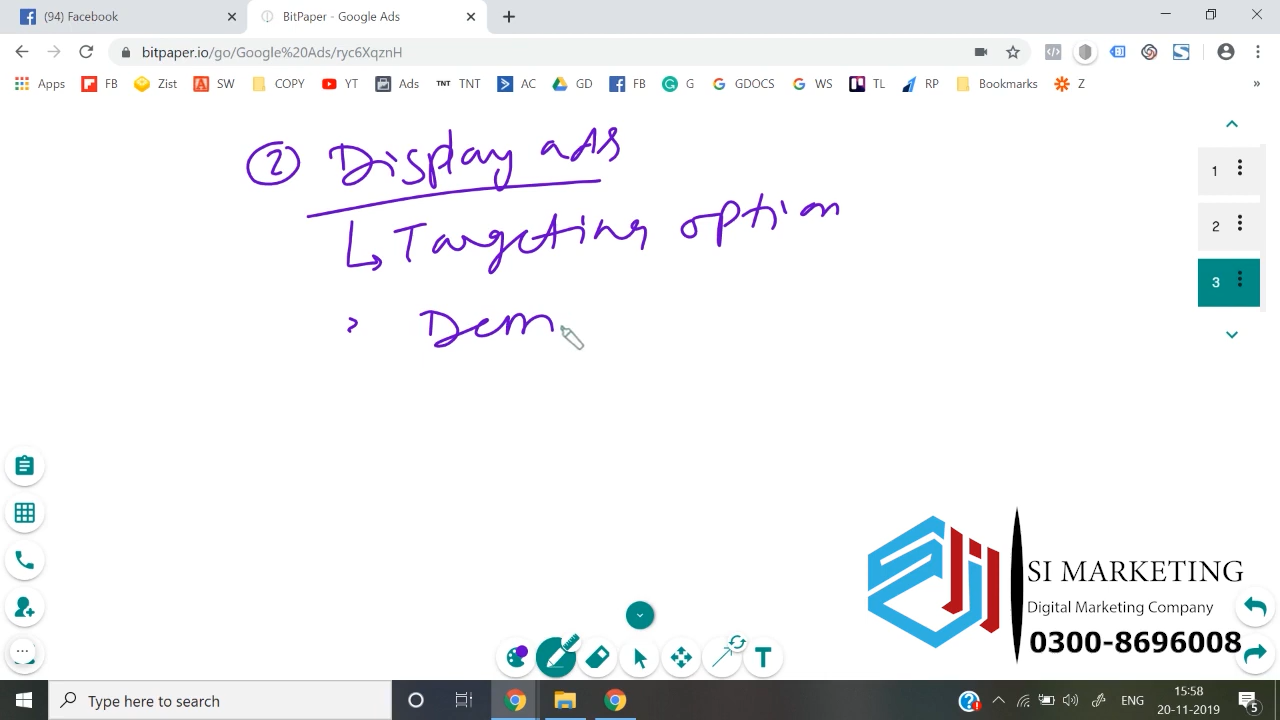 (94) Facebook
BitPaper - Google Ads
bitpaper.io/go/Google%20Ads/ryc6XqznH
Apps FB Zist SW COPY YT Ads TNT TNT AC GD FB G GDOCS WS TL RP Bookmarks Z »
② Display ads
↳ Targeting option
Dem
1
2
3
SI MARKETING
Digital Marketing Company
0300-8696008
T
Type here to search
ENG
15:58
20-11-2019
5